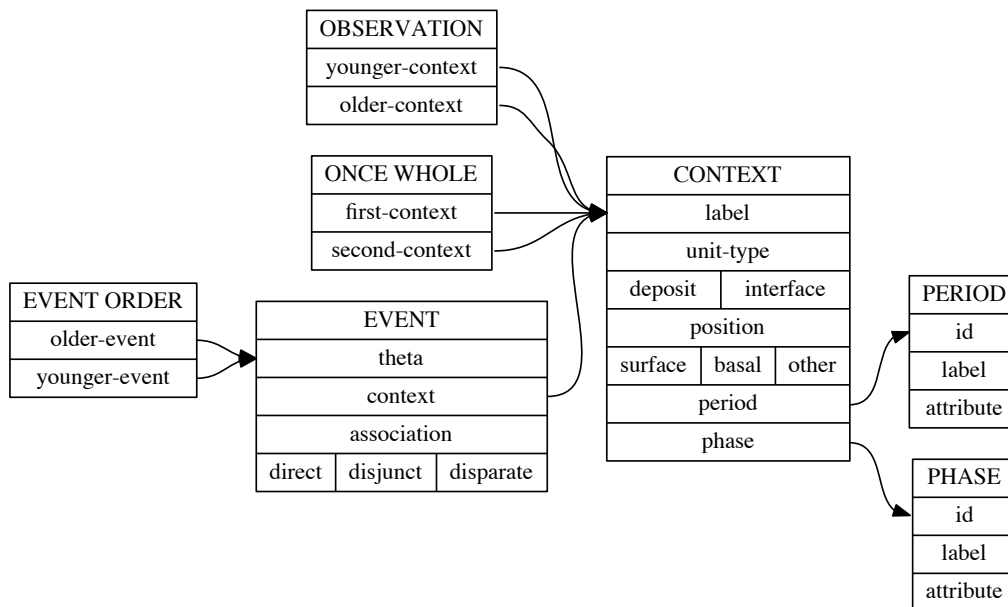 OBSERVATION
younger-context
older-context
ONCE WHOLE
first-context
second-context
EVENT ORDER
older-event
younger-event
EVENT
theta
context
association
direct disjunct disparate
CONTEXT
label
unit-type
deposit interface
position
surface basal other
period
phase
PERIOD
id
label
attribute
PHASE
id
label
attribute